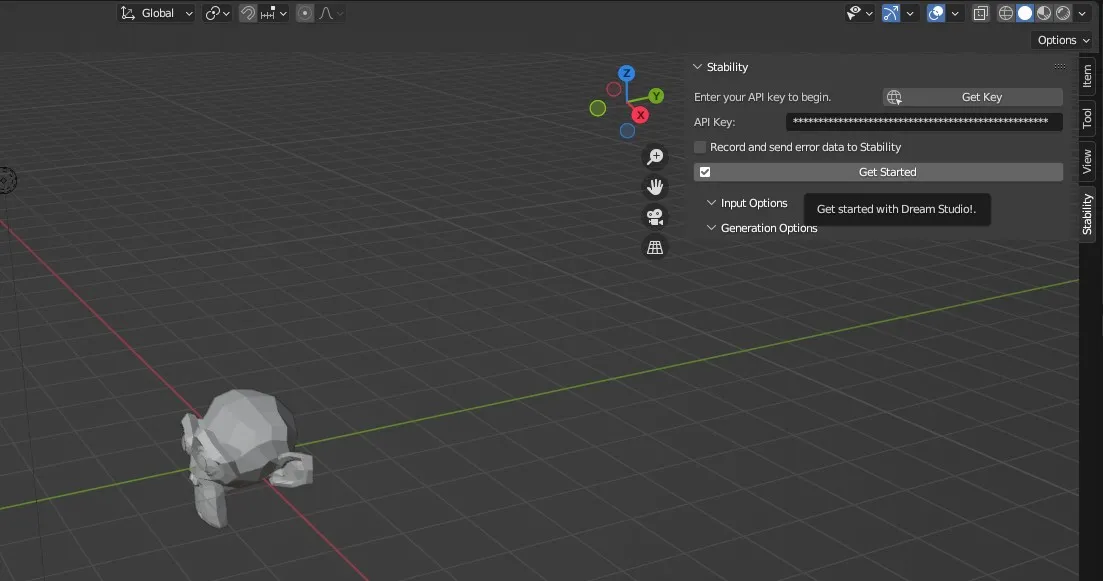 Global
Options
Stability
Enter your API key to begin.
Get Key
API Key:
**************************************************
Record and send error data to Stability
Get Started
Input Options
Get started with Dream Studio!.
Generation Options
Item
Tool
View
Stability
Z
Y
X